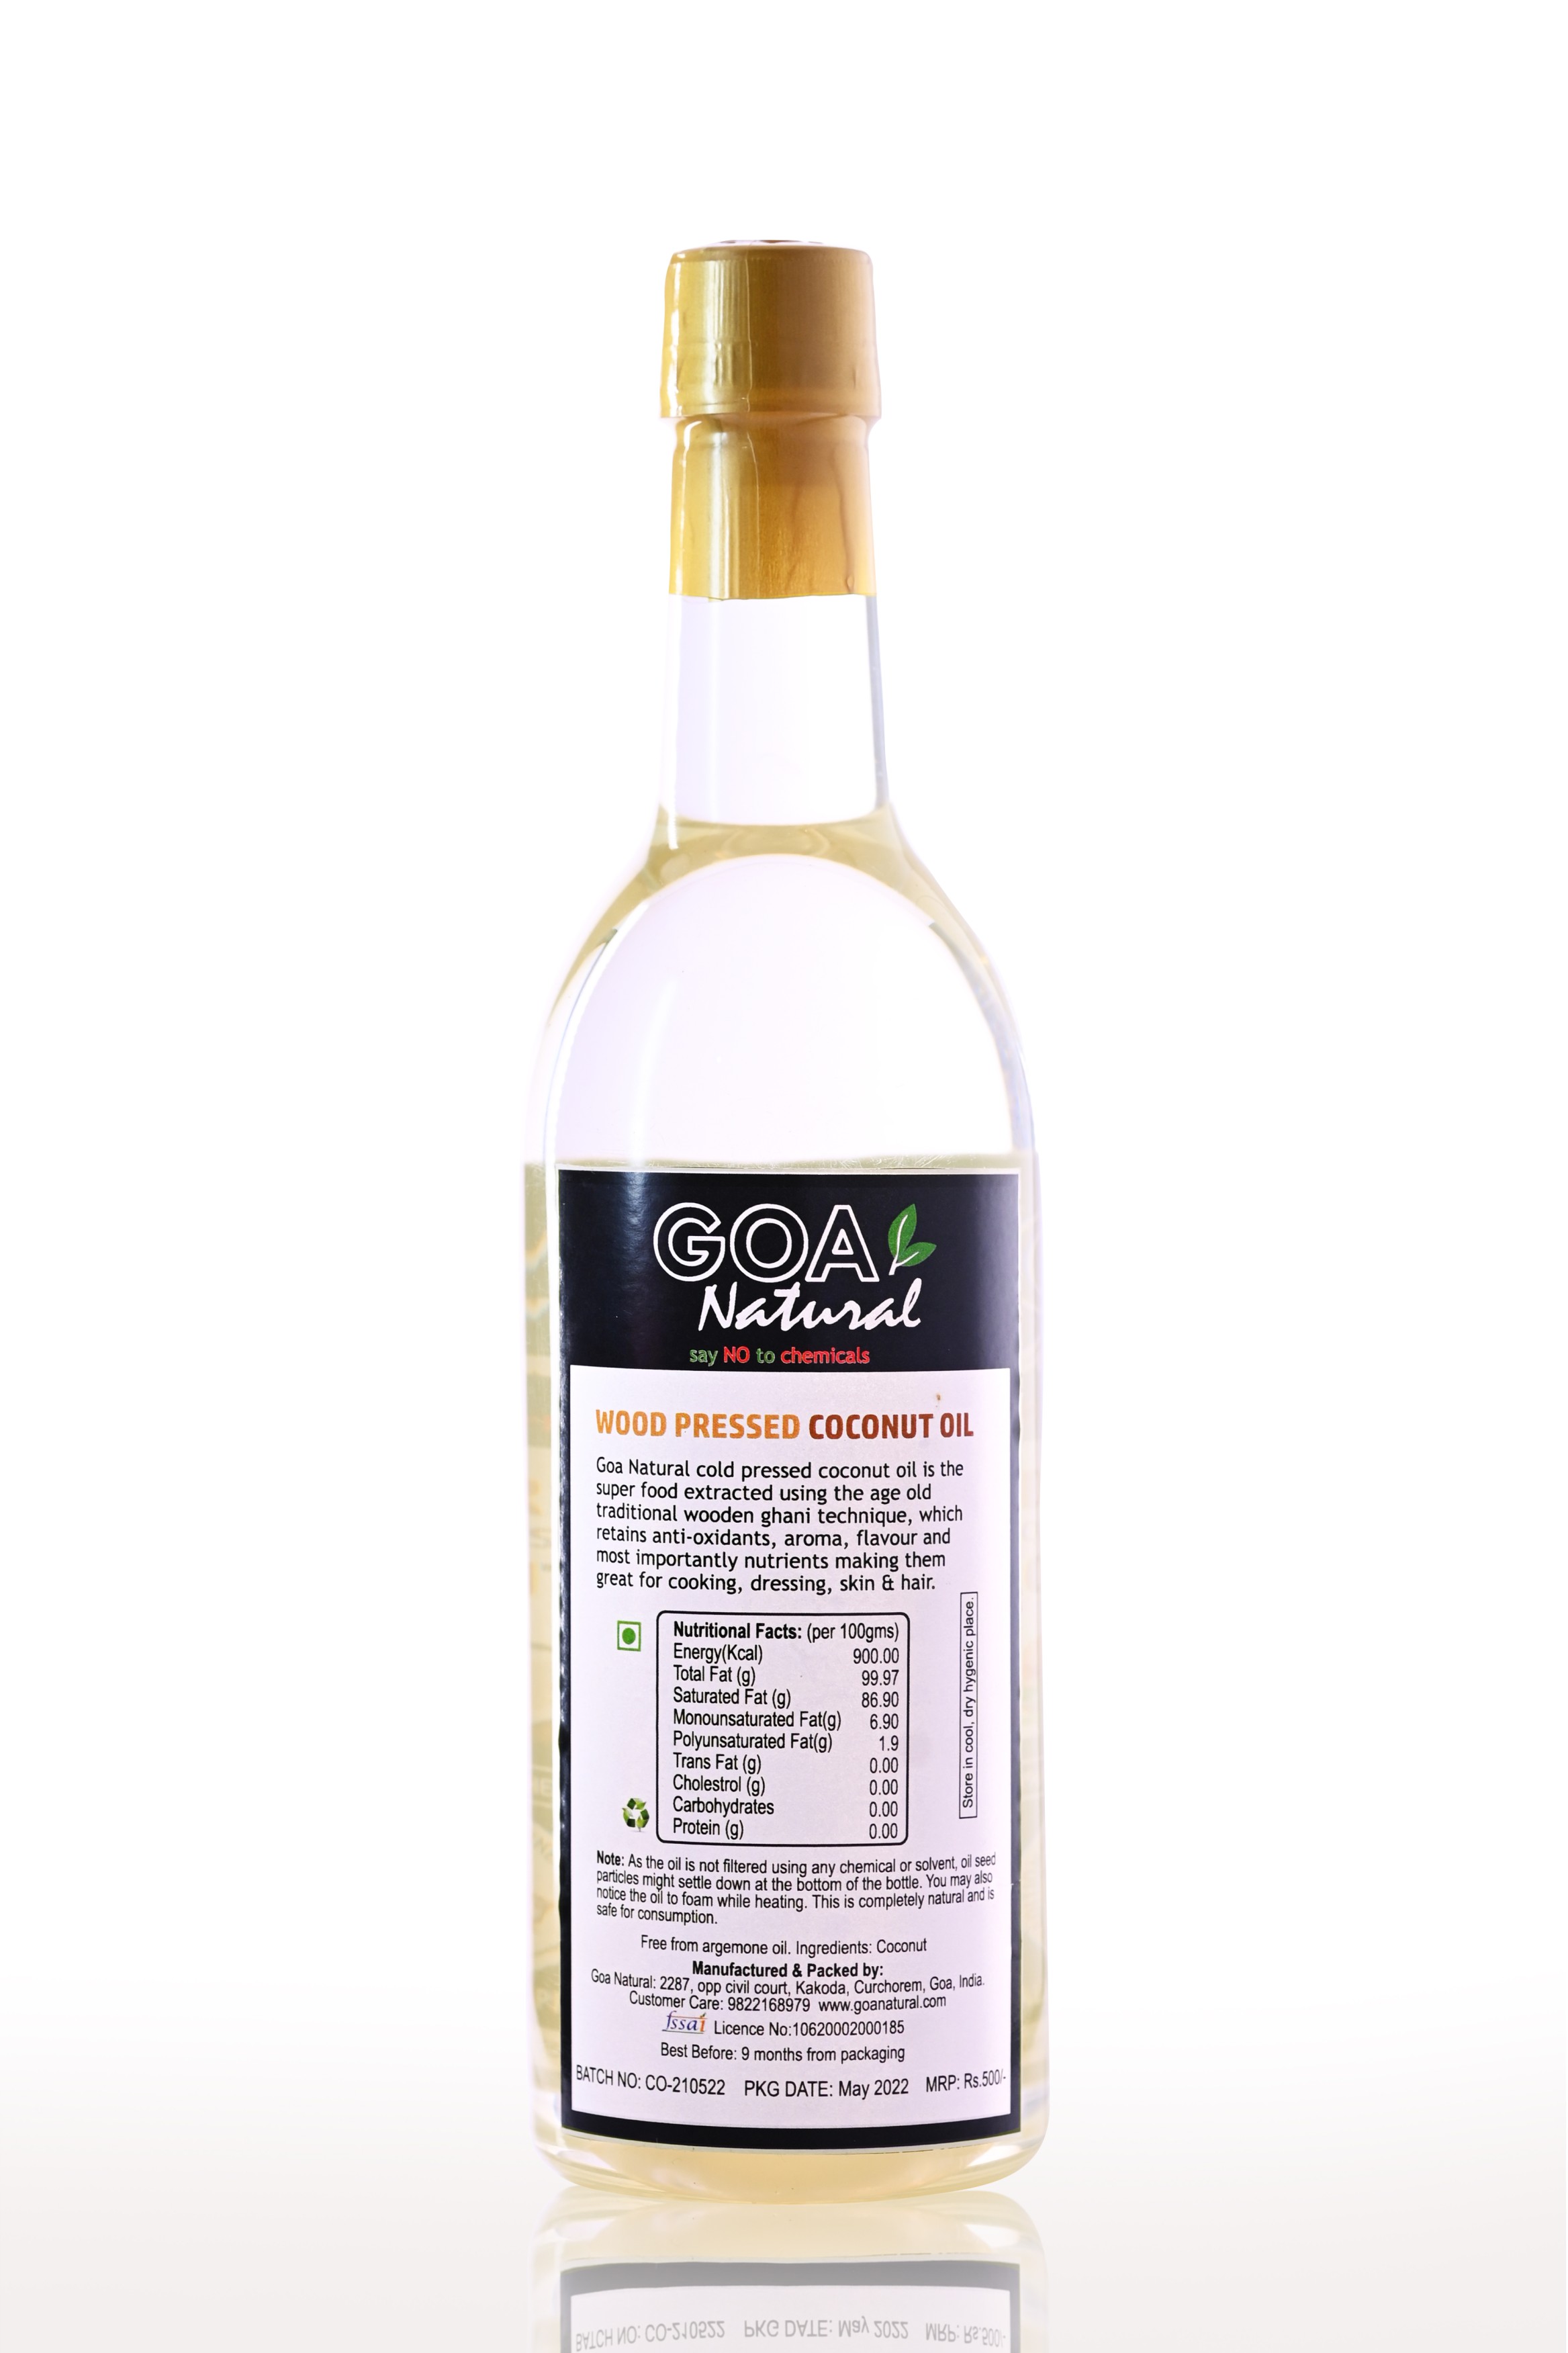 GOA
Natural
say NO to chemicals
WOOD PRESSED COCONUT OIL
Goa Natural cold pressed coconut oil is the
super food extracted using the age old
traditional wooden ghani technique, which
retains anti-oxidants, aroma, flavour and
most importantly nutrients making them
great for cooking, dressing, skin & hair.
Nutritional Facts: (per 100gms)
Energy(Kcal) 900.00
Total Fat (g) 99.97
Saturated Fat (g) 86.90
Monounsaturated Fat(g) 6.90
Polyunsaturated Fat(g) 1.9
Trans Fat (g) 0.00
Cholestrol (g) 0.00
Carbohydrates 0.00
Protein (g) 0.00
Store in cool, dry hygenic place.
Note: As the oil is not filtered using any chemical or solvent, oil seed
particles might settle down at the bottom of the bottle. You may also
notice the oil to foam while heating. This is completely natural and is
safe for consumption.
Free from argemone oil. Ingredients: Coconut
Manufactured & Packed by:
Goa Natural: 2287, opp civil court, Kakoda, Curchorem, Goa, India.
Customer Care: 9822168979 www.goanatural.com
fssai Licence No:10620002000185
Best Before: 9 months from packaging
BATCH NO: CO-210522 PKG DATE: May 2022 MRP: Rs.500/-